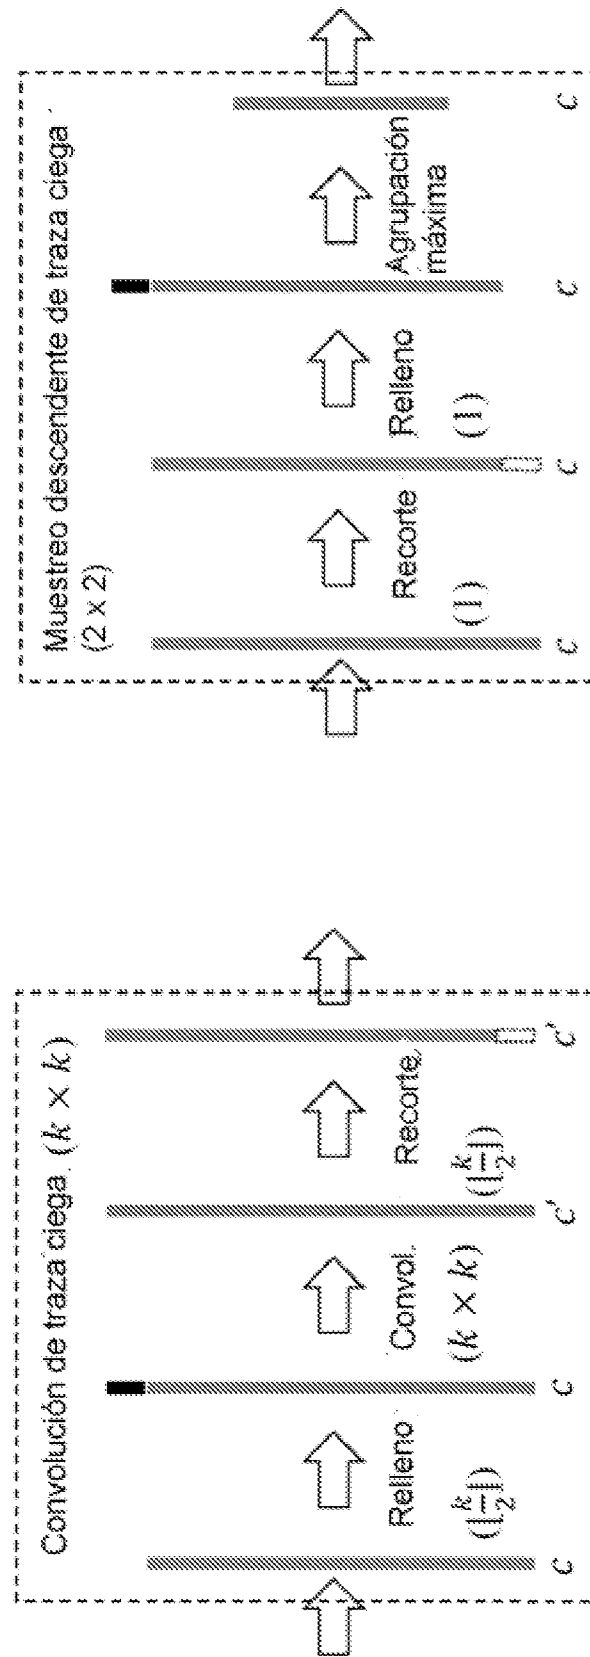 Convolución de traza ciega (k × k)
Relleno
(⌊k/2⌋)
Convol.
(k × k)
Recorte
(⌊k/2⌋)
c
c
c'
c'
Muestreo descendente de traza ciega
(2 x 2)
Recorte
(1)
Relleno
(1)
Agrupación
máxima
c
c
c
c